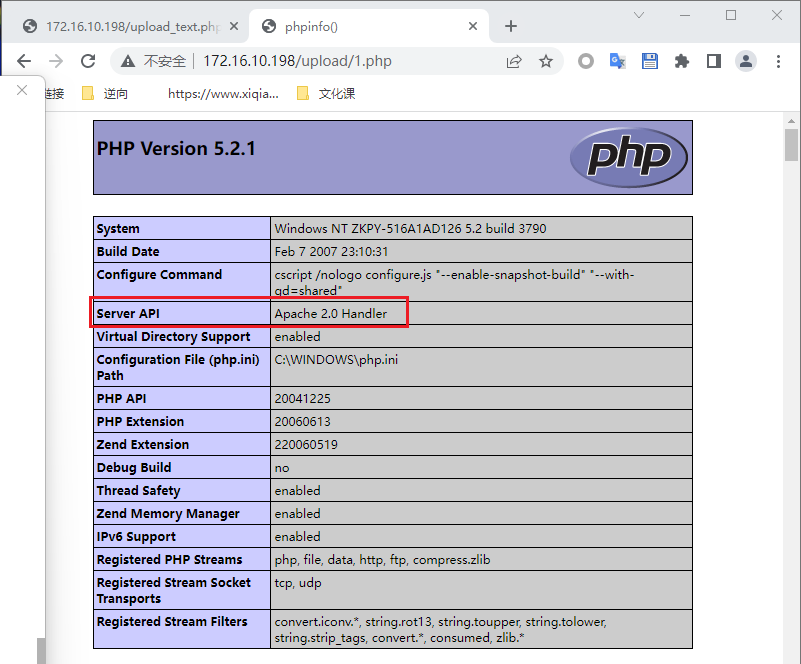 172.16.10.198/upload_text.php
phpinfo()
不安全 172.16.10.198/upload/1.php
链接 逆向 https://www.xiqia... 文化课
PHP Version 5.2.1
php
System Windows NT ZKPY-516A1AD126 5.2 build 3790
Build Date Feb 7 2007 23:10:31
Configure Command cscript /nologo configure.js "--enable-snapshot-build" "--with-
gd=shared"
Server API Apache 2.0 Handler
Virtual Directory Support enabled
Configuration File (php.ini) C:\WINDOWS\php.ini
Path
PHP API 20041225
PHP Extension 20060613
Zend Extension 220060519
Debug Build no
Thread Safety enabled
Zend Memory Manager enabled
IPv6 Support enabled
Registered PHP Streams php, file, data, http, ftp, compress.zlib
Registered Stream Socket tcp, udp
Transports
Registered Stream Filters convert.iconv.*, string.rot13, string.toupper, string.tolower,
string.strip_tags, convert.*, consumed, zlib.*